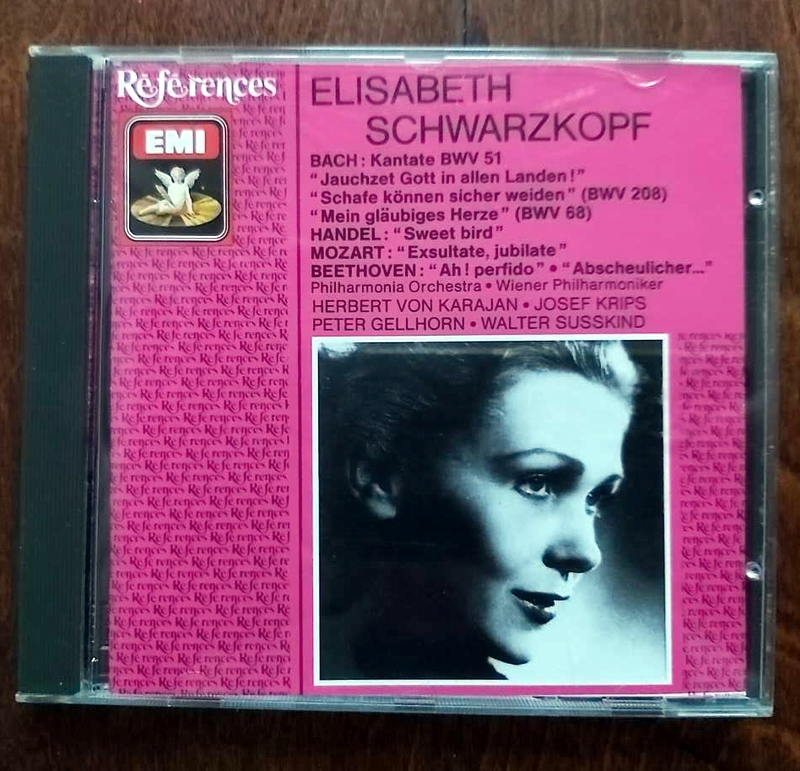 Références
EMI
ELISABETH
SCHWARZKOPF
BACH: Kantate BWV 51
"Jauchzet Gott in allen Landen!"
"Schafe können sicher weiden" (BWV 208)
"Mein gläubiges Herze" (BWV 68)
HANDEL: "Sweet bird"
MOZART: "Exsultate, jubilate"
BEETHOVEN: "Ah! perfido" • "Abscheulicher..."
Philharmonia Orchestra • Wiener Philharmoniker
HERBERT VON KARAJAN • JOSEF KRIPS
PETER GELLHORN • WALTER SUSSKIND